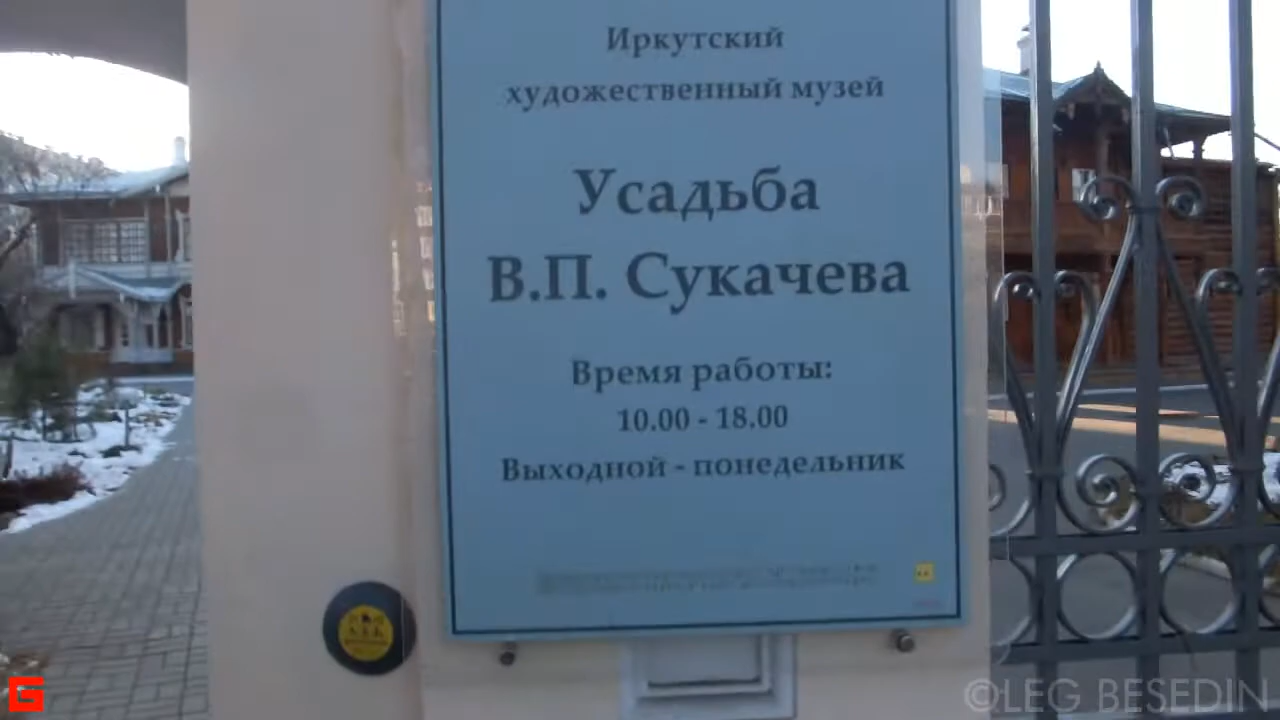 Иркутский
художественный музей
Усадьба
В.П. Сукачева
Время работы:
10.00 - 18.00
Выходной - понедельник
©LEG BESEDIN